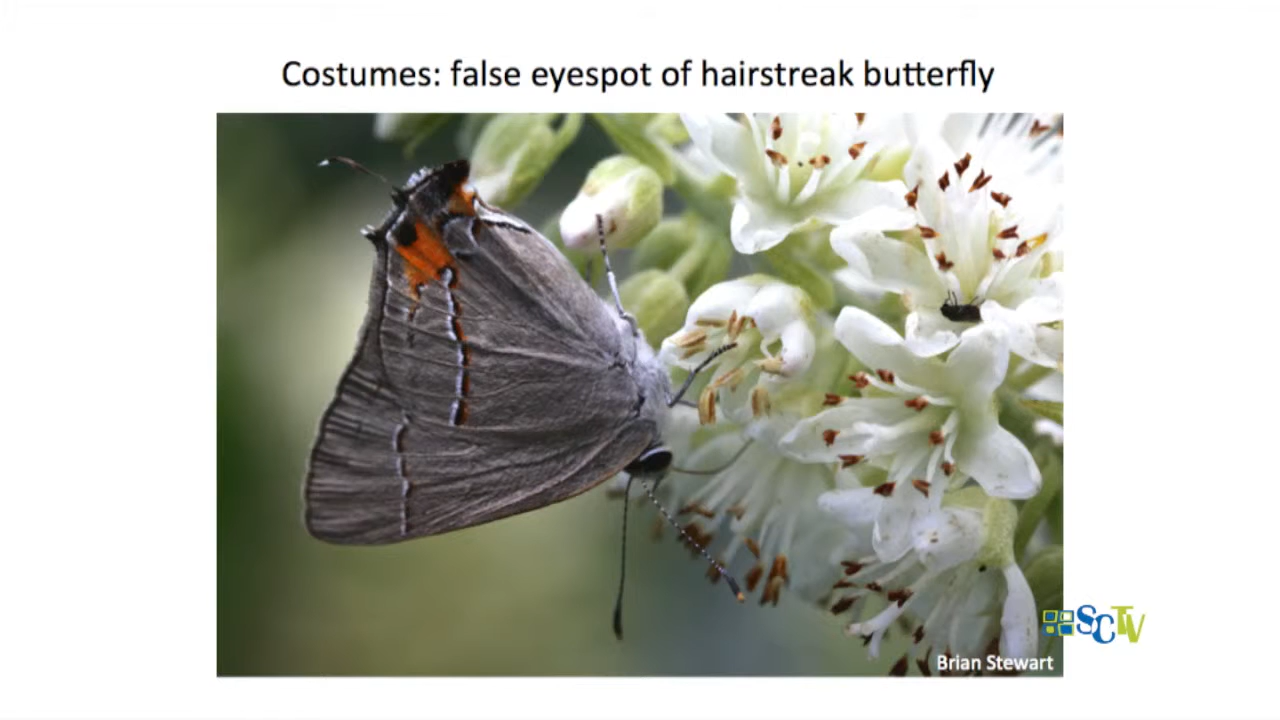 Costumes: false eyespot of hairstreak butterfly
SCTV
Brian Stewart